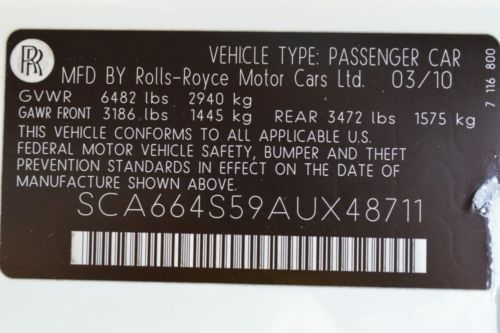 RR
VEHICLE TYPE: PASSENGER CAR
MFD BY Rolls-Royce Motor Cars Ltd. 03/10
GVWR 6482 lbs 2940 kg
GAWR FRONT 3186 lbs 1445 kg REAR 3472 lbs 1575 kg
THIS VEHICLE CONFORMS TO ALL APPLICABLE U.S.
FEDERAL MOTOR VEHICLE SAFETY, BUMPER AND THEFT
PREVENTION STANDARDS IN EFFECT ON THE DATE OF
MANUFACTURE SHOWN ABOVE.
SCA664S59AUX48711
7 116 800